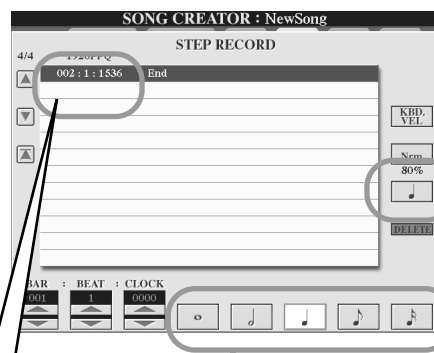 SONG CREATOR : NewSong
STEP RECORD
4/4 1920PPQ
002 : 1 : 1536 End
KBD. VEL
Nrm
80%
DELETE
BAR : BEAT : CLOCK
001 1 0000